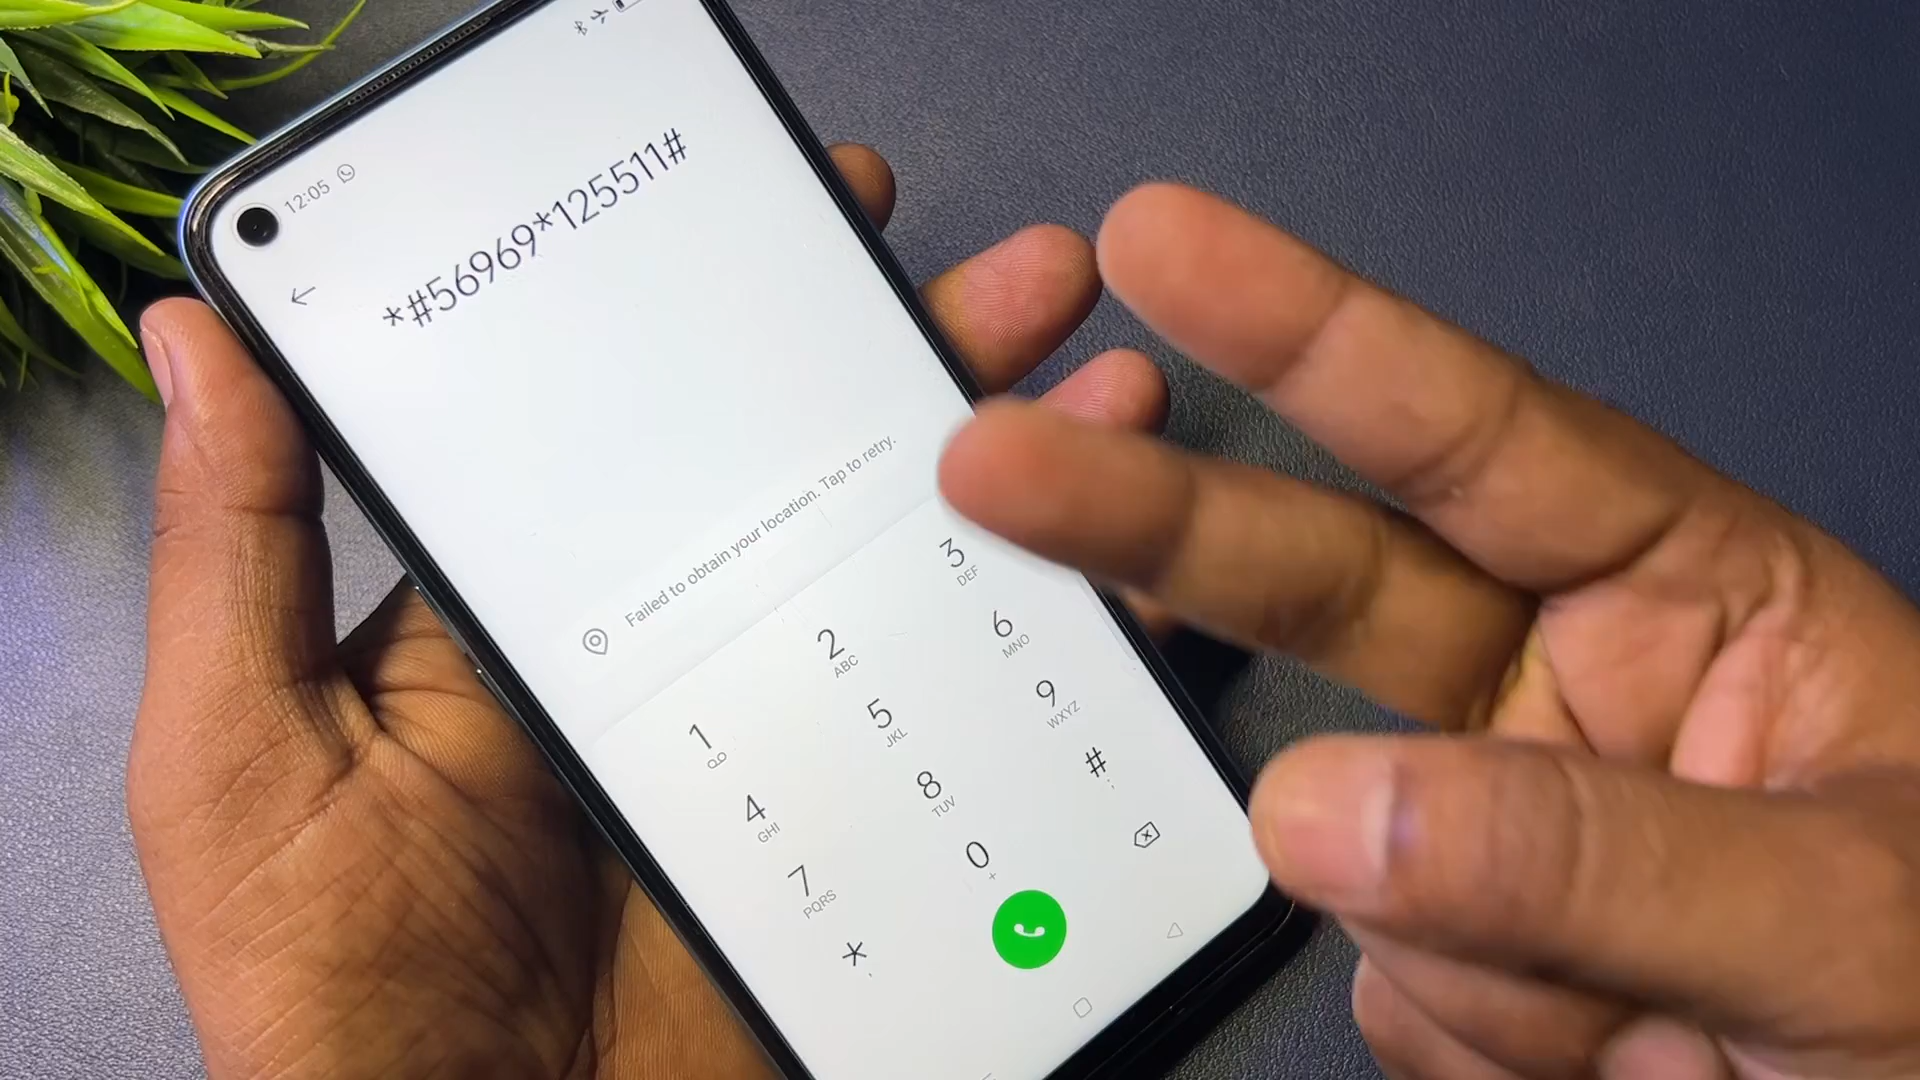 12:05
*#56969*125511#
Failed to obtain your location. Tap to retry.
1
2 ABC
3 DEF
4 GHI
5 JKL
6 MNO
7 PQRS
8 TUV
9 WXYZ
*
,
0 +
#
;